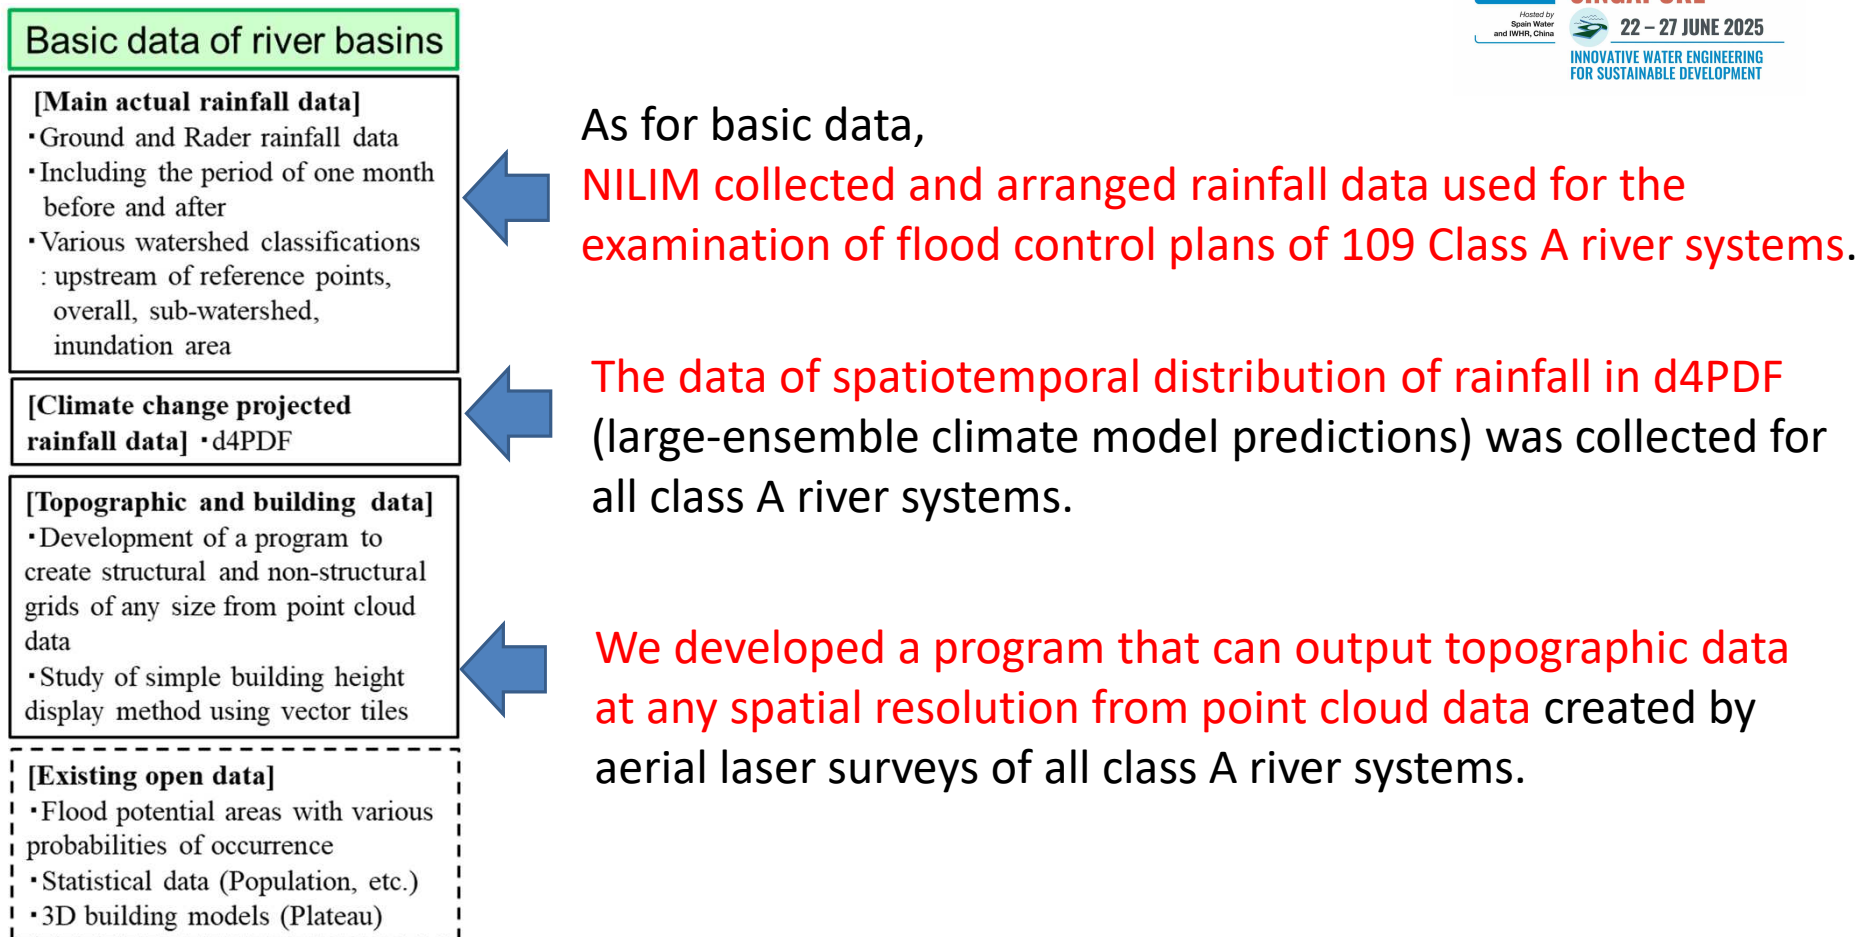 Hosted by
Spain Water
and IWHR, China
22 – 27 JUNE 2025
INNOVATIVE WATER ENGINEERING
FOR SUSTAINABLE DEVELOPMENT
Basic data of river basins
[Main actual rainfall data]
・Ground and Rader rainfall data
・Including the period of one month
before and after
・Various watershed classifications
: upstream of reference points,
overall, sub-watershed,
inundation area
[Climate change projected
rainfall data] ・d4PDF
[Topographic and building data]
・Development of a program to
create structural and non-structural
grids of any size from point cloud
data
・Study of simple building height
display method using vector tiles
[Existing open data]
・Flood potential areas with various
probabilities of occurrence
・Statistical data (Population, etc.)
・3D building models (Plateau)
As for basic data,
NILIM collected and arranged rainfall data used for the
examination of flood control plans of 109 Class A river systems.
The data of spatiotemporal distribution of rainfall in d4PDF
(large-ensemble climate model predictions) was collected for
all class A river systems.
We developed a program that can output topographic data
at any spatial resolution from point cloud data created by
aerial laser surveys of all class A river systems.